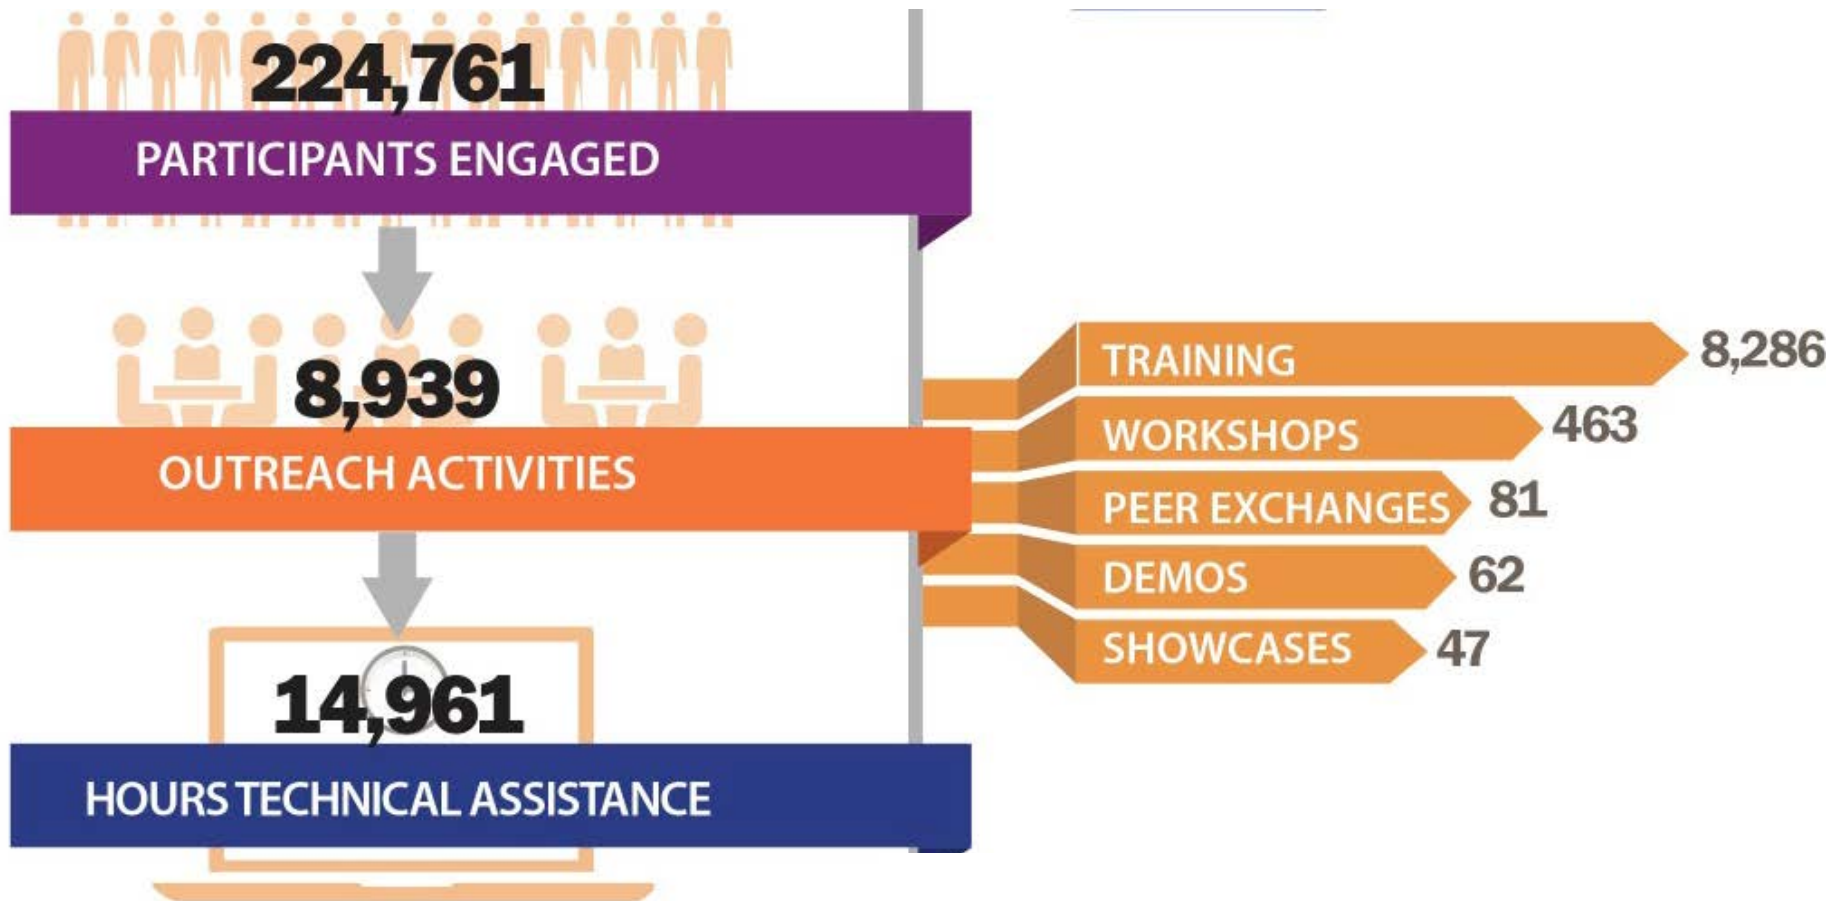 224,761
PARTICIPANTS ENGAGED
8,939
OUTREACH ACTIVITIES
TRAINING 8,286
WORKSHOPS 463
PEER EXCHANGES 81
DEMOS 62
SHOWCASES 47
14,961
HOURS TECHNICAL ASSISTANCE